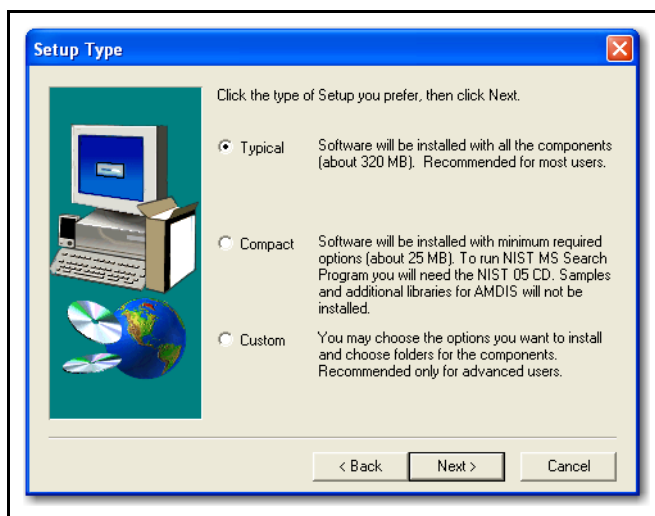 Setup Type
Click the type of Setup you prefer, then click Next.
Typical
Software will be installed with all the components
(about 320 MB). Recommended for most users.
Compact
Software will be installed with minimum required
options (about 25 MB). To run NIST MS Search
Program you will need the NIST 05 CD. Samples
and additional libraries for AMDIS will not be
installed.
Custom
You may choose the options you want to install
and choose folders for the components.
Recommended only for advanced users.
< Back
Next >
Cancel